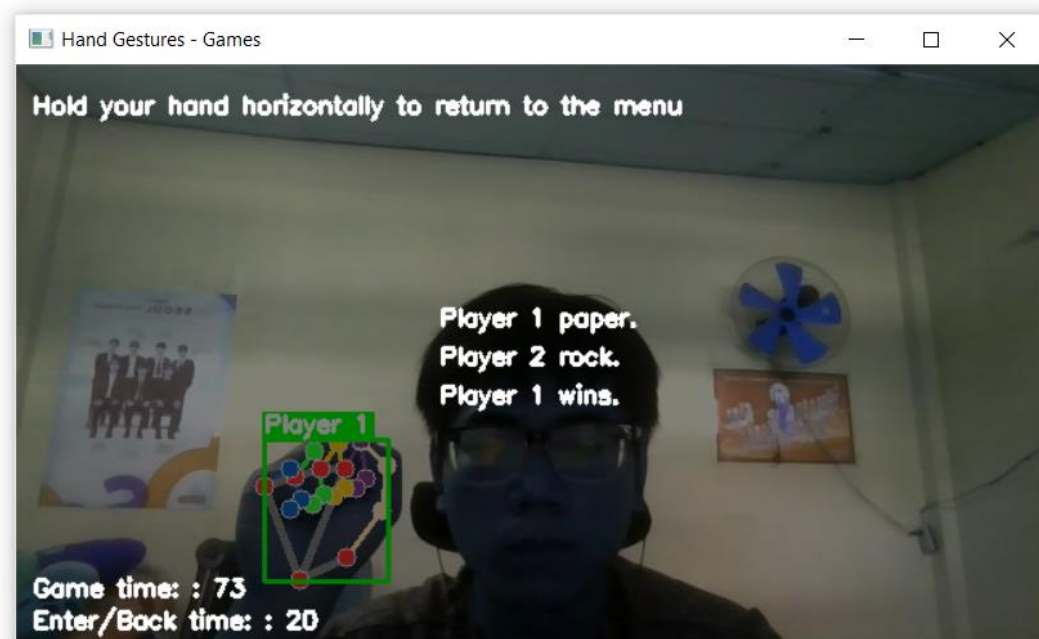 Hand Gestures - Games
Hold your hand horizontally to return to the menu
Player 1 paper.
Player 2 rock.
Player 1 wins.
Player 1
Game time: : 73
Enter/Back time: : 20